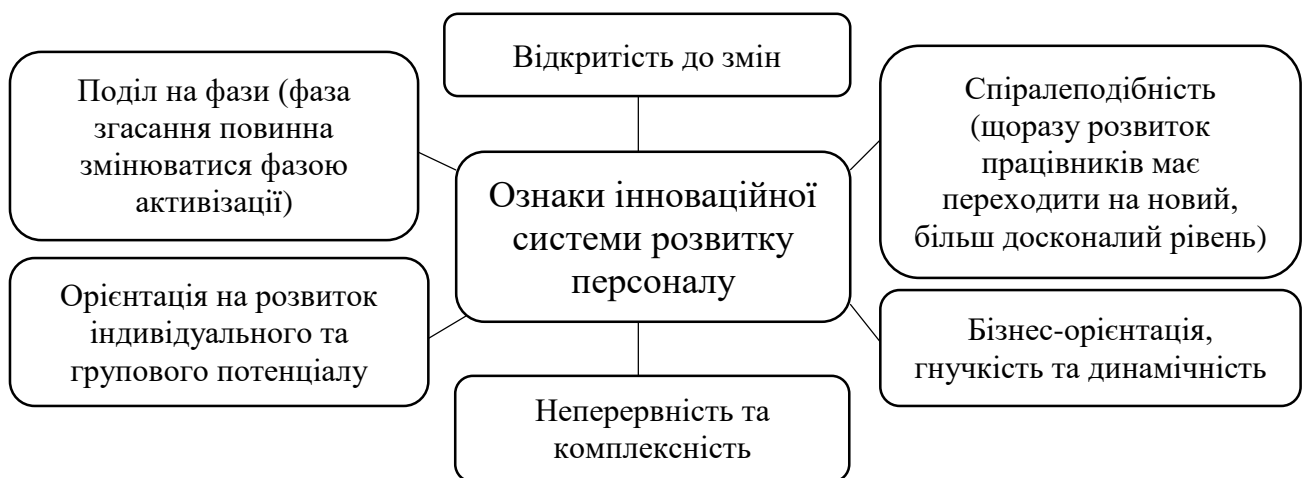 Відкритість до змін
Поділ на фази (фаза
згасання повинна
змінюватися фазою
активізації)
Спіралеподібність
(щоразу розвиток
працівників має
переходити на новий,
більш досконалий рівень)
Ознаки інноваційної
системи розвитку
персоналу
Орієнтація на розвиток
індивідуального та
групового потенціалу
Бізнес-орієнтація,
гнучкість та динамічність
Неперервність та
комплексність